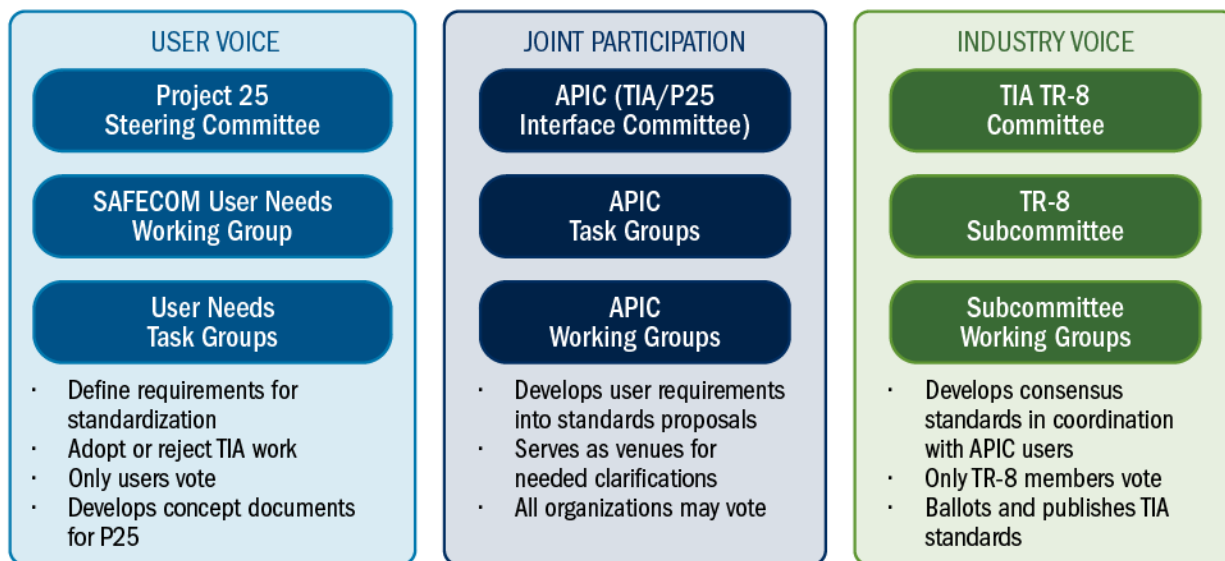 USER VOICE
Project 25
Steering Committee
SAFECOM User Needs
Working Group
User Needs
Task Groups
· Define requirements for
standardization
· Adopt or reject TIA work
· Only users vote
· Develops concept documents
for P25
JOINT PARTICIPATION
APIC (TIA/P25
Interface Committee)
APIC
Task Groups
APIC
Working Groups
· Develops user requirements
into standards proposals
· Serves as venues for
needed clarifications
· All organizations may vote
INDUSTRY VOICE
TIA TR-8
Committee
TR-8
Subcommittee
Subcommittee
Working Groups
· Develops consensus
standards in coordination
with APIC users
· Only TR-8 members vote
· Ballots and publishes TIA
standards